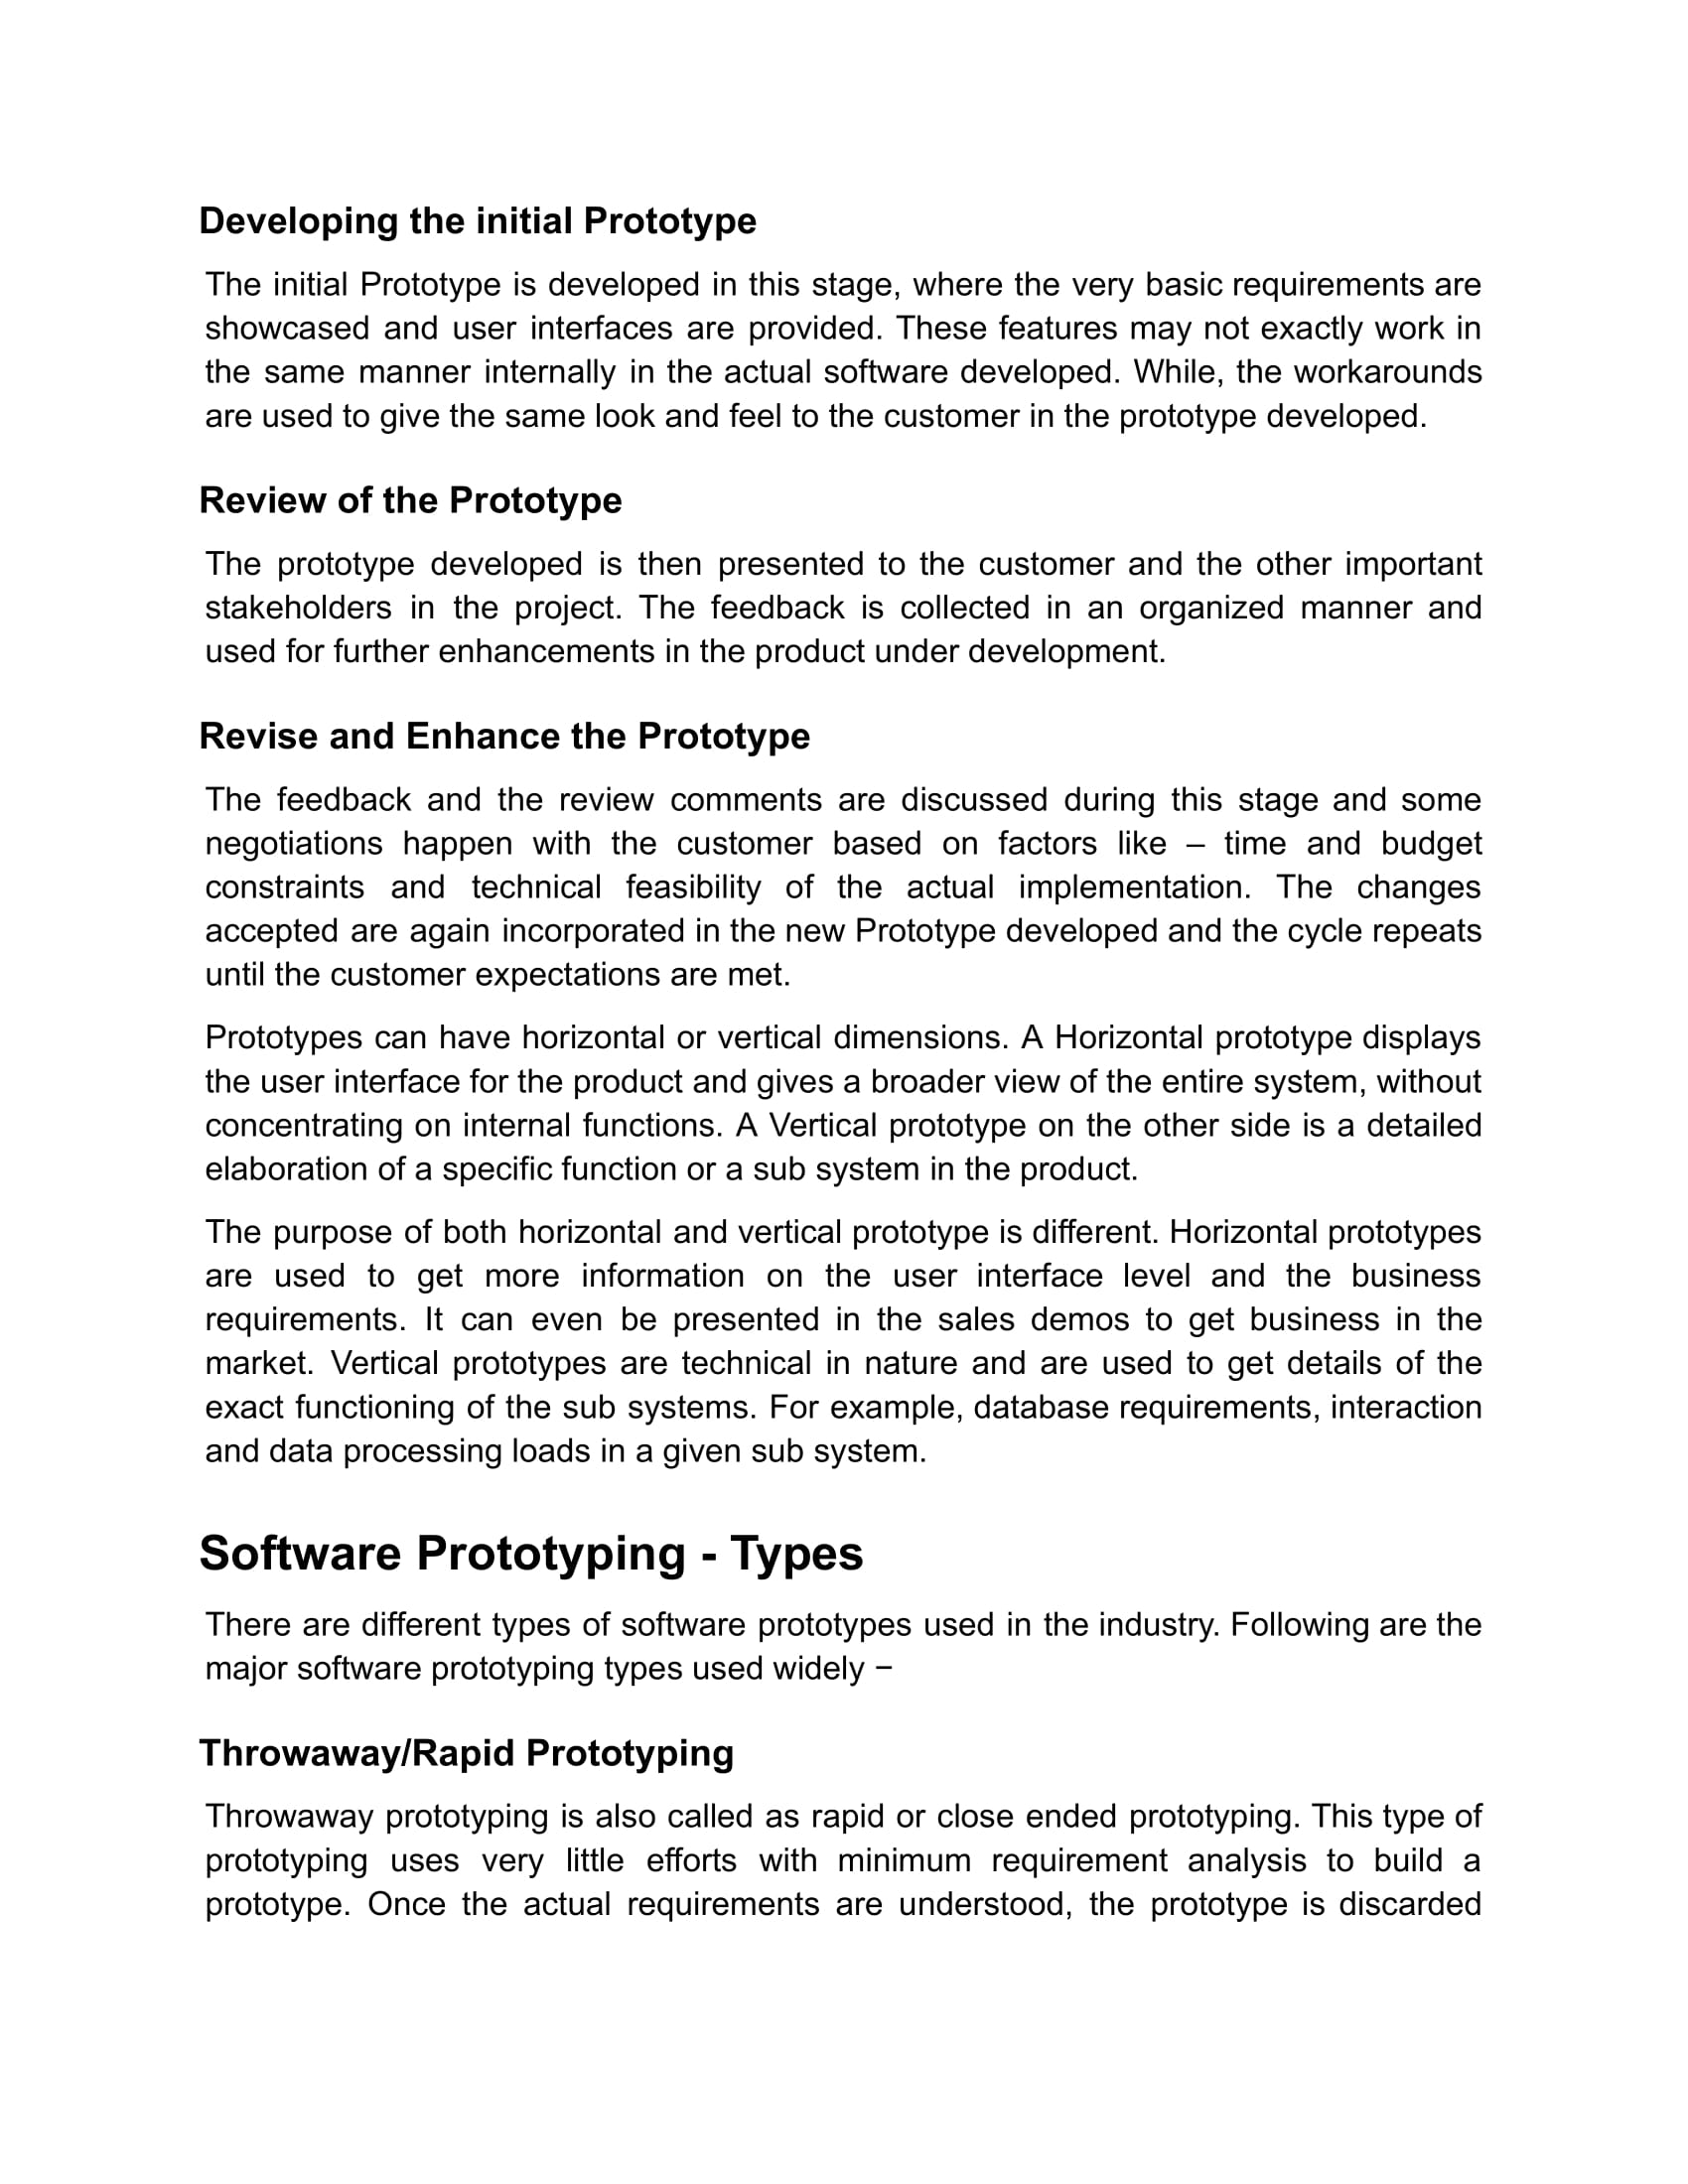 Developing the initial Prototype
The initial Prototype is developed in this stage, where the very basic requirements are
showcased and user interfaces are provided. These features may not exactly work in
the same manner internally in the actual software developed. While, the workarounds
are used to give the same look and feel to the customer in the prototype developed.
Review of the Prototype
The prototype developed is then presented to the customer and the other important
stakeholders in the project. The feedback is collected in an organized manner and
used for further enhancements in the product under development.
Revise and Enhance the Prototype
The feedback and the review comments are discussed during this stage and some
negotiations happen with the customer based on factors like – time and budget
constraints and technical feasibility of the actual implementation. The changes
accepted are again incorporated in the new Prototype developed and the cycle repeats
until the customer expectations are met.
Prototypes can have horizontal or vertical dimensions. A Horizontal prototype displays
the user interface for the product and gives a broader view of the entire system, without
concentrating on internal functions. A Vertical prototype on the other side is a detailed
elaboration of a specific function or a sub system in the product.
The purpose of both horizontal and vertical prototype is different. Horizontal prototypes
are used to get more information on the user interface level and the business
requirements. It can even be presented in the sales demos to get business in the
market. Vertical prototypes are technical in nature and are used to get details of the
exact functioning of the sub systems. For example, database requirements, interaction
and data processing loads in a given sub system.
Software Prototyping - Types
There are different types of software prototypes used in the industry. Following are the
major software prototyping types used widely −
Throwaway/Rapid Prototyping
Throwaway prototyping is also called as rapid or close ended prototyping. This type of
prototyping uses very little efforts with minimum requirement analysis to build a
prototype. Once the actual requirements are understood, the prototype is discarded